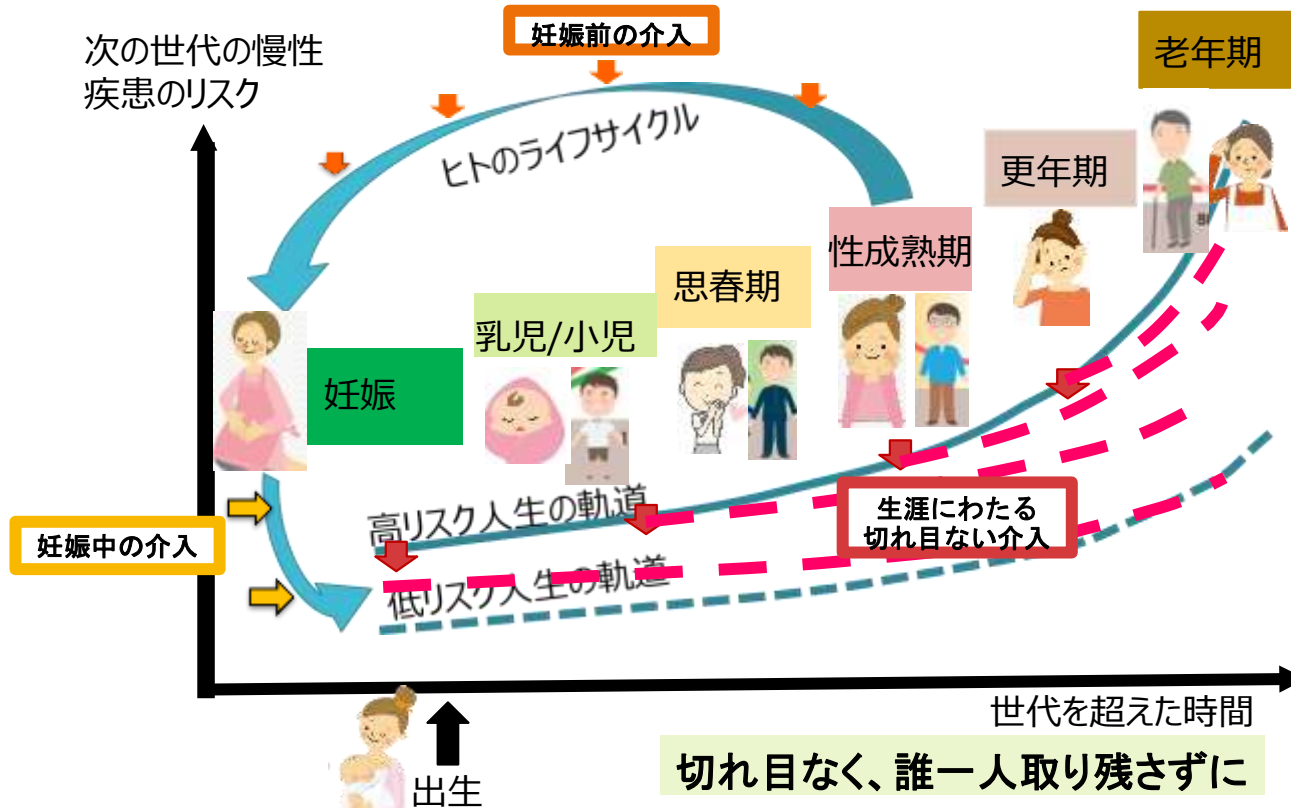 妊娠前の介入
次の世代の慢性
疾患のリスク
老年期
ヒトのライフサイクル
更年期
性成熟期
思春期
乳児/小児
妊娠
高リスク人生の軌道
生涯にわたる
切れ目ない介入
妊娠中の介入
低リスク人生の軌道
世代を超えた時間
切れ目なく、誰一人取り残さずに
出生